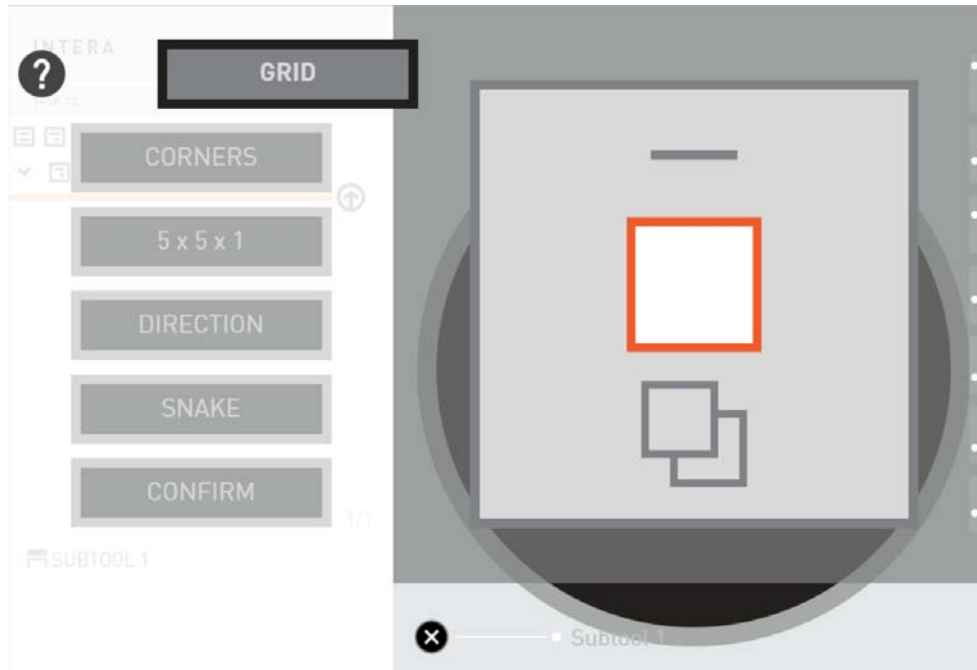 INTERA
?
GRID
CORNERS
5 x 5 x 1
DIRECTION
SNAKE
CONFIRM
1/1
SUBTOOL 1
Subtool 1